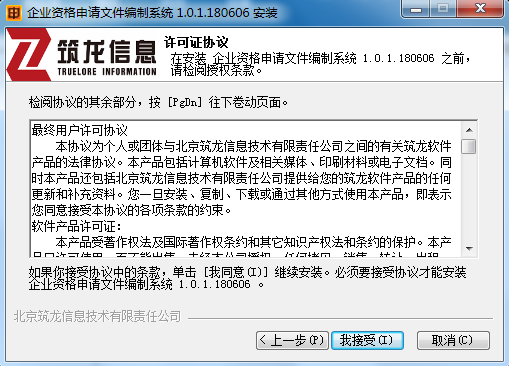 企业资格申请文件编制系统 1.0.1.180606 安装
筑龙信息
TRUELORE INFORMATION
许可证协议
在安装 企业资格申请文件编制系统 1.0.1.180606 之前,
请检阅授权条款。
检阅协议的其余部分，按 [PgDn] 往下卷动页面。
最终用户许可协议
本协议为个人或团体与北京筑龙信息技术有限责任公司之间的有关筑龙软件
产品的法律协议。本产品包括计算机软件及相关媒体、印刷材料或电子文档。同
时本产品还包括北京筑龙信息技术有限责任公司提供给您的筑龙软件产品的任何
更新和补充资料。您一旦安装、复制、下载或通过其他方式使用本产品，即表示
您同意接受本协议的各项条款的约束。
软件产品许可证:
本产品受著作权法及国际著作权条约和其它知识产权法和条约的保护。本产
如果你接受协议中的条款，单击 [我同意(I)] 继续安装。必须要接受协议才能安装
企业资格申请文件编制系统 1.0.1.180606 。
北京筑龙信息技术有限责任公司
< 上一步(P)
我接受(I)
取消(C)